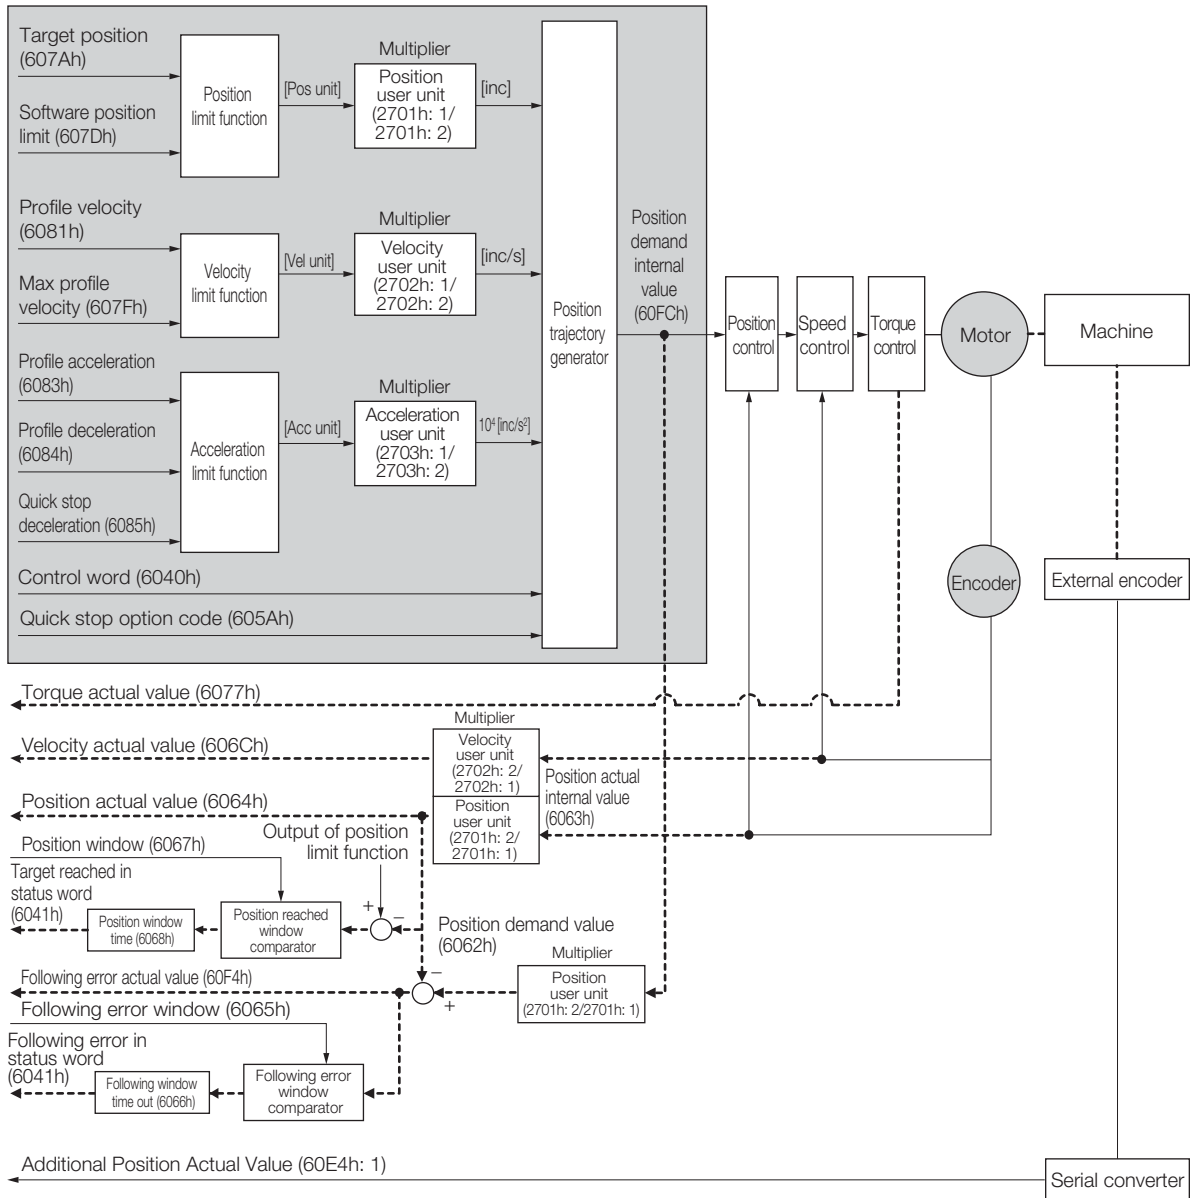 Target position
(607Ah)
Software position
limit (607Dh)
Position
limit function
[Pos unit]
Multiplier
Position
user unit
(2701h: 1/
2701h: 2)
[inc]
Profile velocity
(6081h)
Max profile
velocity (607Fh)
Velocity
limit function
[Vel unit]
Multiplier
Velocity
user unit
(2702h: 1/
2702h: 2)
[inc/s]
Profile acceleration
(6083h)
Profile deceleration
(6084h)
Quick stop
deceleration (6085h)
Acceleration
limit function
[Acc unit]
Multiplier
Acceleration
user unit
(2703h: 1/
2703h: 2)
10⁴ [inc/s²]
Control word (6040h)
Quick stop option code (605Ah)
Position
trajectory
generator
Position
demand
internal
value
(60FCh)
Position
control
Speed
control
Torque
control
Motor
Machine
Encoder
External encoder
Torque actual value (6077h)
Velocity actual value (606Ch)
Multiplier
Velocity
user unit
(2702h: 2/
2702h: 1)
Position actual
internal value
(6063h)
Position actual value (6064h)
Position
user unit
(2701h: 2/
2701h: 1)
Output of position
limit function
Position window (6067h)
Target reached in
status word
(6041h)
Position window
time (6068h)
Position reached
window
comparator
+
−
Position demand value
(6062h)
Multiplier
Position
user unit
(2701h: 2/2701h: 1)
−
+
Following error actual value (60F4h)
Following error window (6065h)
Following error in
status word
(6041h)
Following window
time out (6066h)
Following error
window
comparator
Additional Position Actual Value (60E4h: 1)
Serial converter